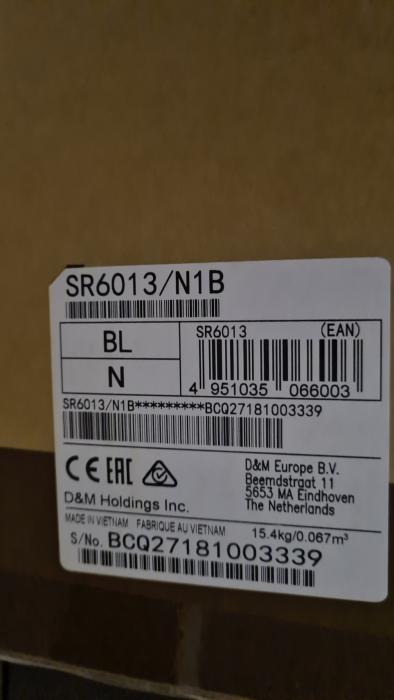 SR6013/N1B
BL
N
SR6013 (EAN)
4 951035 066003
SR6013/N1B*********BCQ27181003339
CE EAC
D&M Europe B.V.
Beemdstraat 11
5653 MA Eindhoven
The Netherlands
D&M Holdings Inc.
MADE IN VIETNAM FABRIQUE AU VIETNAM
15.4kg/0.067m³
S/No. BCQ27181003339